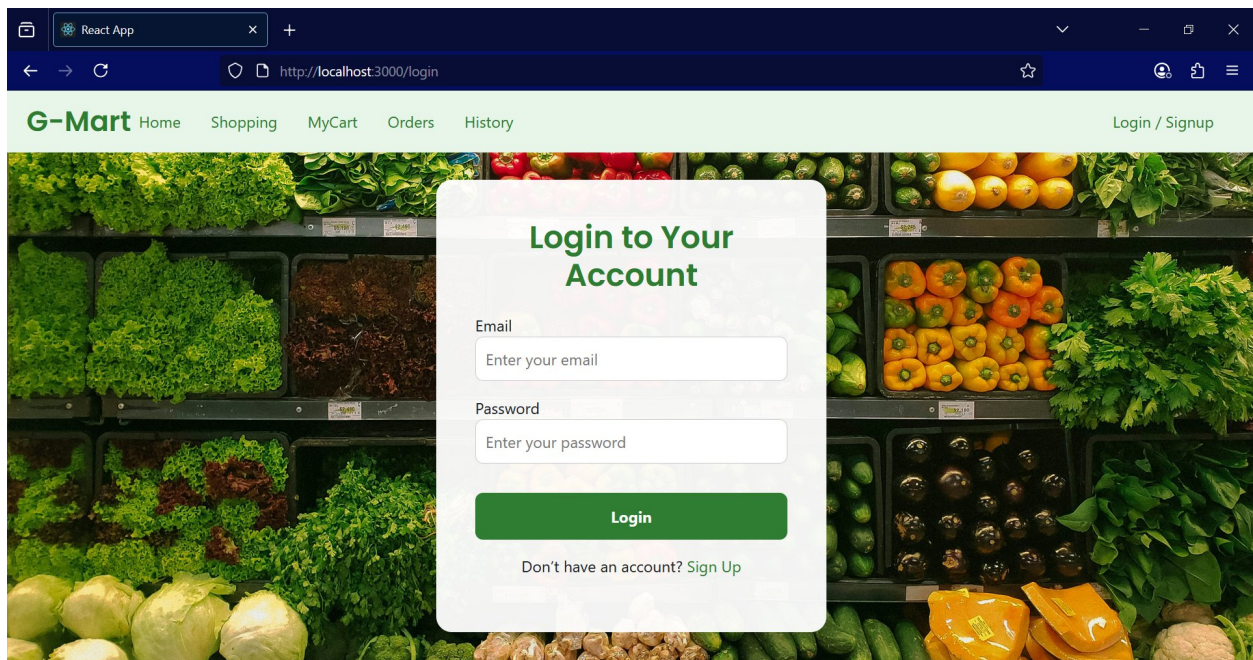 React App
http://localhost:3000/login
G-Mart Home Shopping MyCart Orders History Login / Signup
Login to Your
Account
Email
Enter your email
Password
Enter your password
Login
Don’t have an account? Sign Up